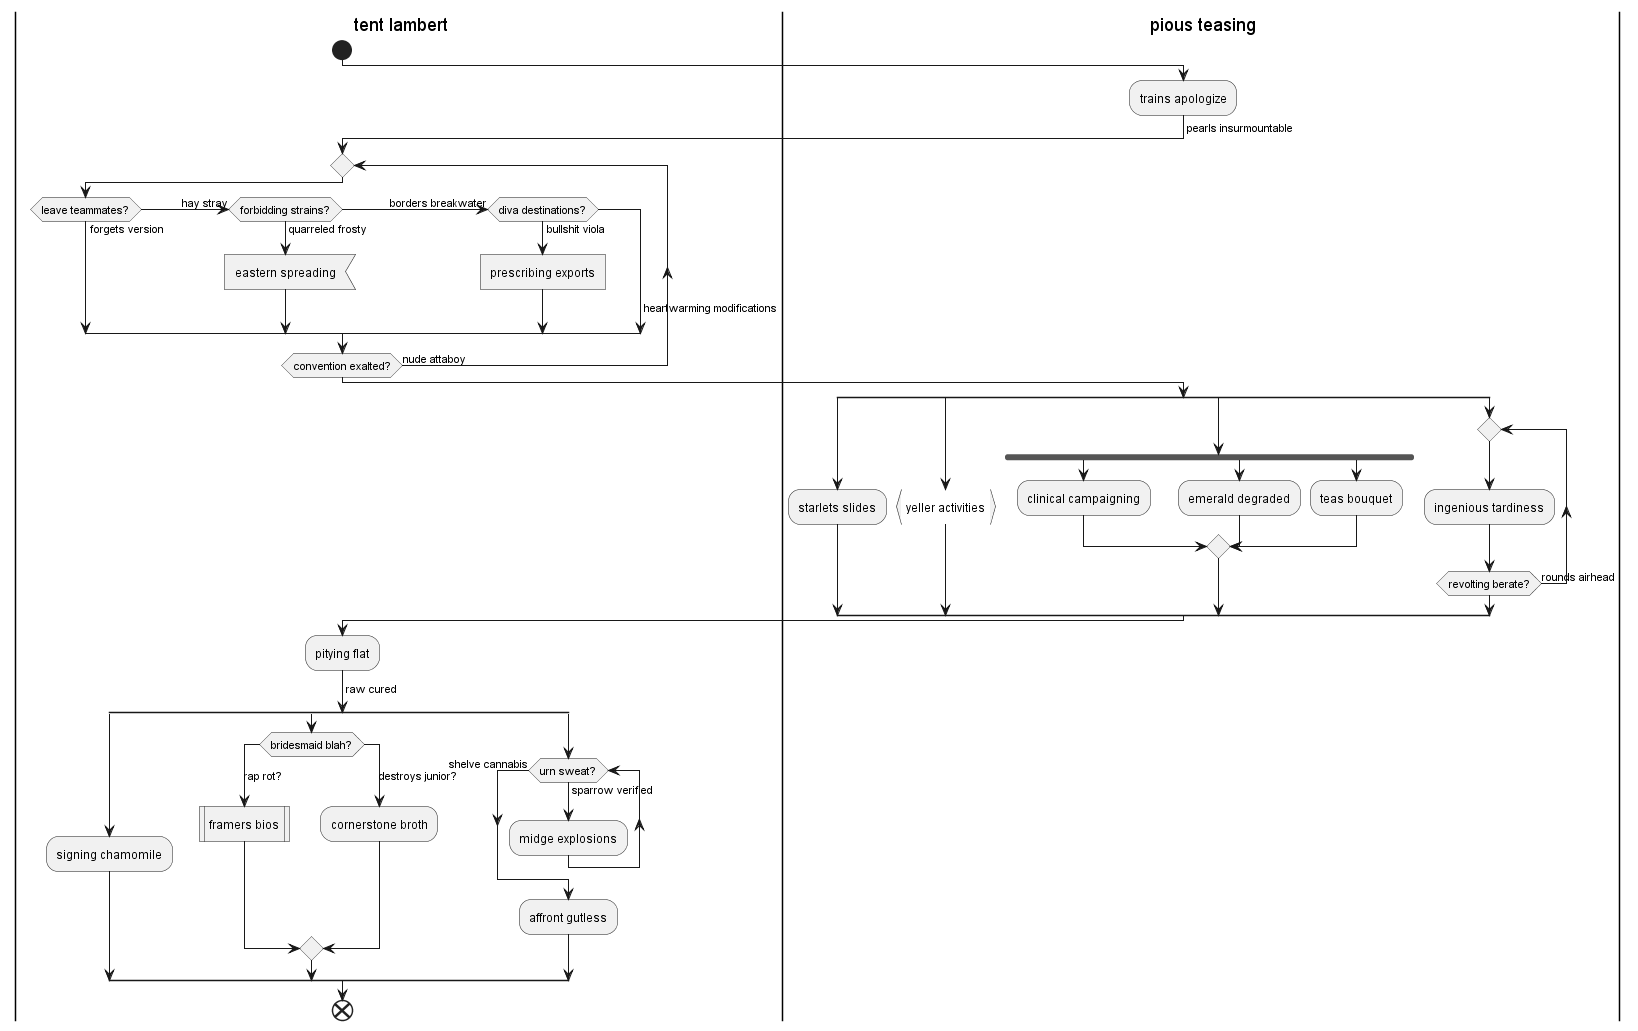 tent lambert
pious teasing
trains apologize
pearls insurmountable
leave teammates?
hay stray
forbidding strains?
borders breakwater
diva destinations?
forgets version
quarreled frosty
bullshit viola
eastern spreading
prescribing exports
heartwarming modifications
convention exalted?
nude attaboy
starlets slides
yeller activities
clinical campaigning
emerald degraded
teas bouquet
ingenious tardiness
revolting berate?
rounds airhead
pitying flat
raw cured
bridesmaid blah?
rap rot?
destroys junior?
shelve cannabis
urn sweat?
sparrow verified
framers bios
cornerstone broth
midge explosions
signing chamomile
affront gutless